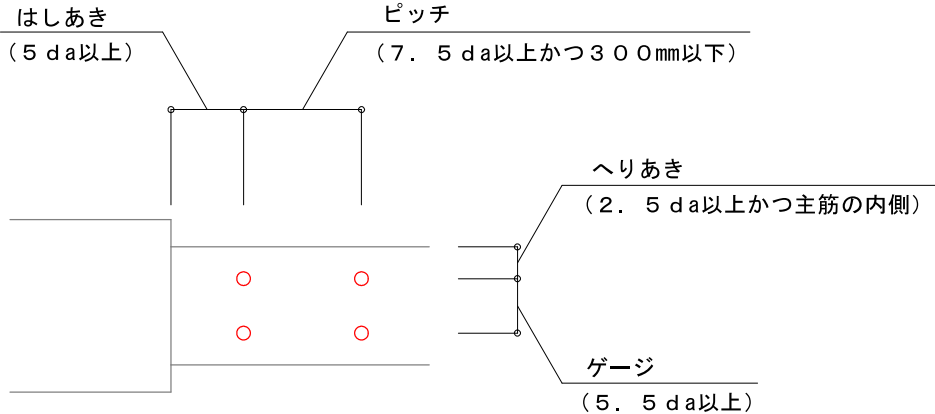 はしあき
（５ｄa以上）
ピッチ
（７．５ｄa以上かつ３００㎜以下）
へりあき
（２．５ｄa以上かつ主筋の内側）
ゲージ
（５．５ｄa以上）